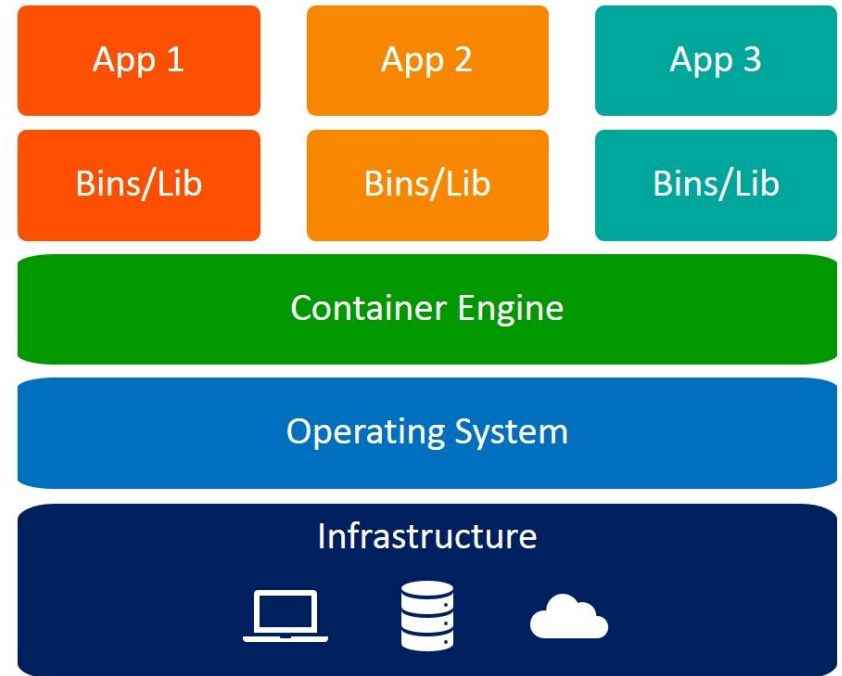 App 1
App 2
App 3
Bins/Lib
Bins/Lib
Bins/Lib
Container Engine
Operating System
Infrastructure